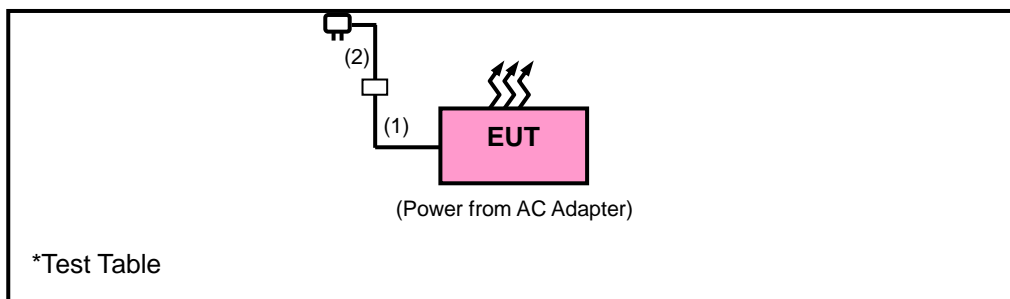 (2)
(1)
EUT
(Power from AC Adapter)
*Test Table